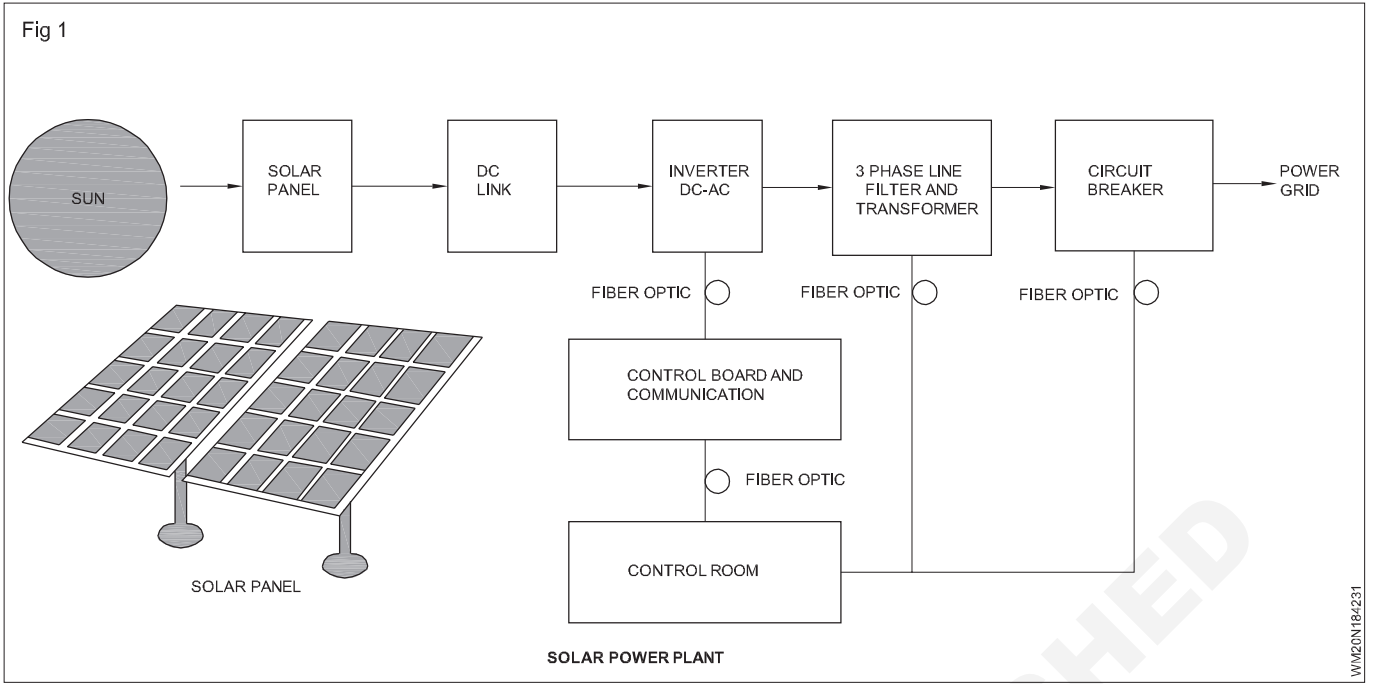 Fig 1
SUN
SOLAR
PANEL
DC
LINK
INVERTER
DC-AC
3 PHASE LINE
FILTER AND
TRANSFORMER
CIRCUIT
BREAKER
POWER
GRID
FIBER OPTIC
FIBER OPTIC
FIBER OPTIC
CONTROL BOARD AND
COMMUNICATION
FIBER OPTIC
CONTROL ROOM
SOLAR PANEL
SOLAR POWER PLANT
WM20N184231
HED